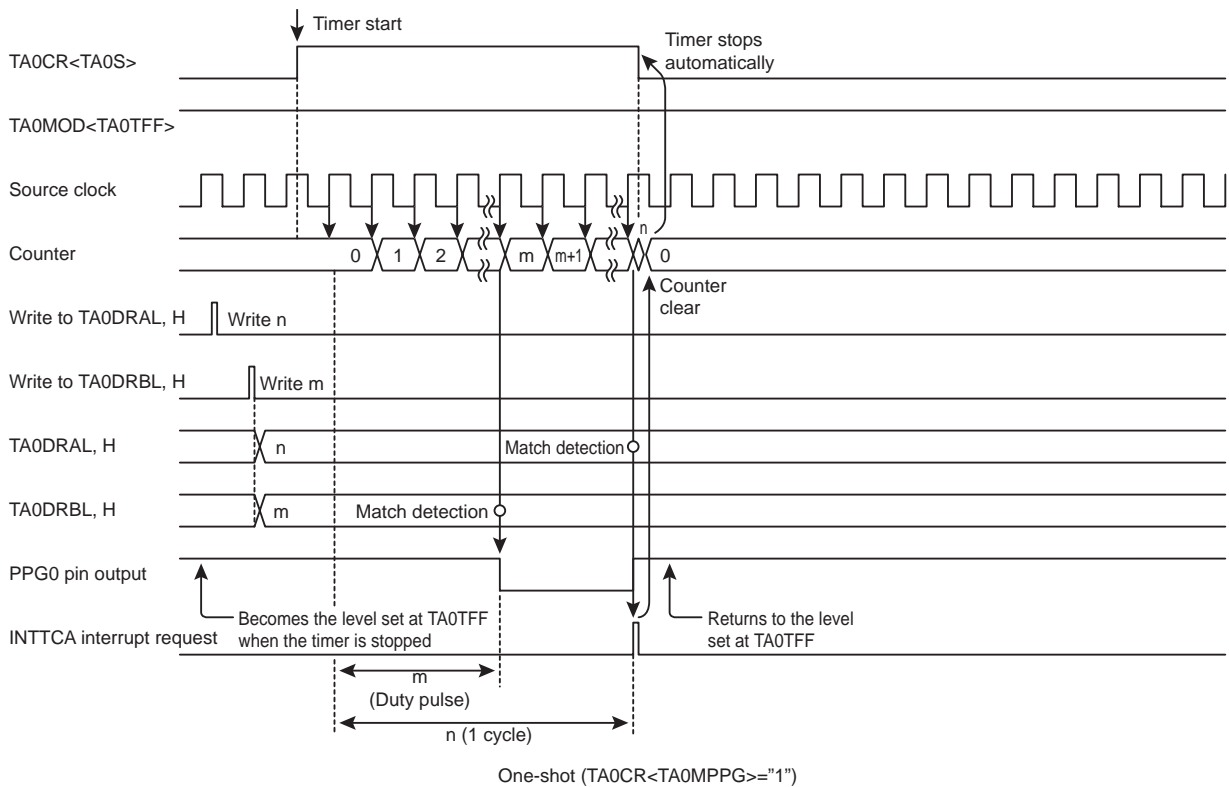 Timer start
TA0CR<TA0S>
Timer stops
automatically
TA0MOD<TA0TFF>
Source clock
n
Counter
0 1 2 m m+1 0
Counter
clear
Write to TA0DRAL, H
Write n
Write to TA0DRBL, H
Write m
TA0DRAL, H
n
Match detection
TA0DRBL, H
m
Match detection
PPG0 pin output
Becomes the level set at TA0TFF
when the timer is stopped
Returns to the level
set at TA0TFF
INTTCA interrupt request
m
(Duty pulse)
n (1 cycle)
One-shot (TA0CR<TA0MPPG>=”1”)